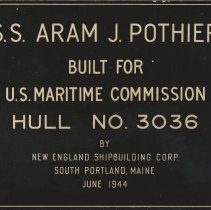 S.S. ARAM J. POTHIER
BUILT FOR
U.S. MARITIME COMMISSION
HULL NO. 3036
BY
NEW ENGLAND SHIPBUILDING CORP.
SOUTH PORTLAND, MAINE
JUNE 1944